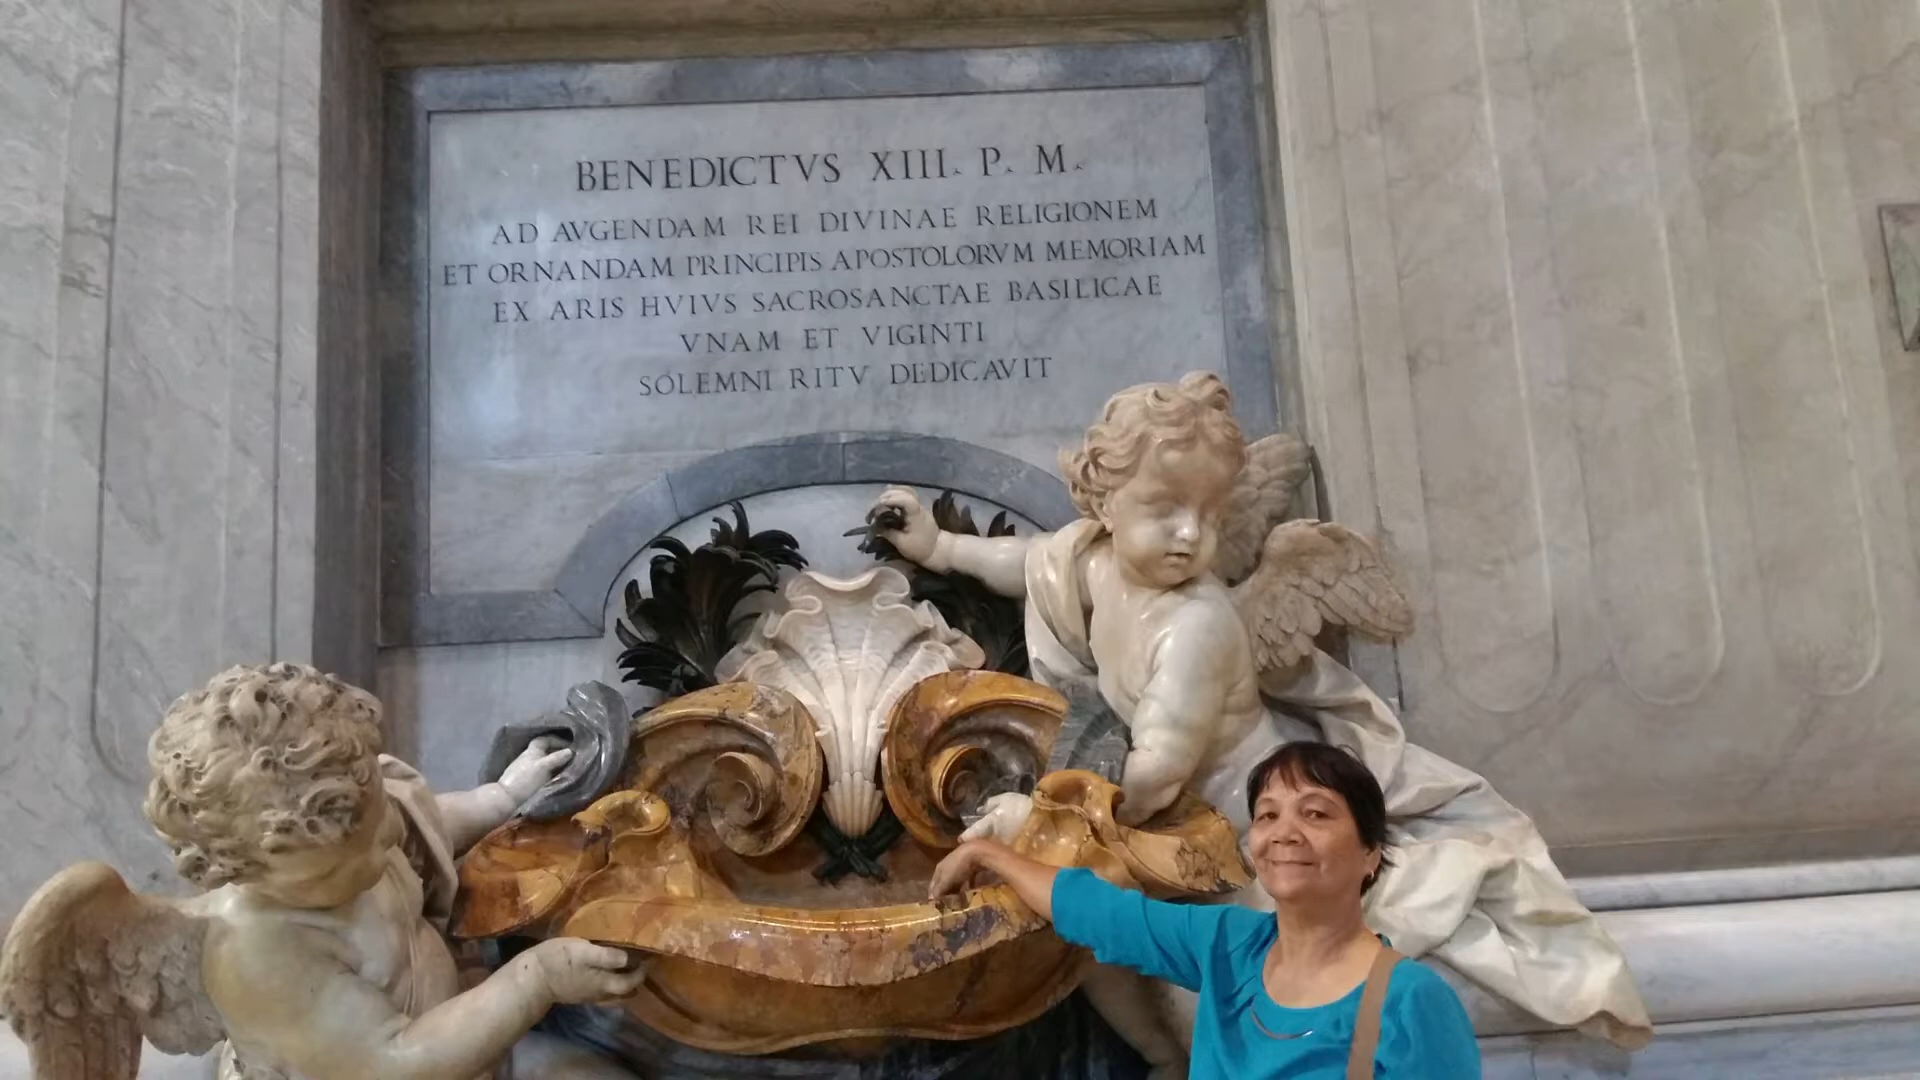 BENEDICTVS XIII. P. M.
AD AVGENDAM REI DIVINAE RELIGIONEM
ET ORNANDAM PRINCIPIS APOSTOLORVM MEMORIAM
EX ARIS HVIVS SACROSANCTAE BASILICAE
VNAM ET VIGINTI
SOLEMNI RITV DEDICAVIT